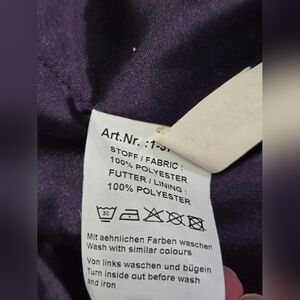 Art.Nr. :1-
STOFF / FABRIC :
100% POLYESTER
FUTTER / LINING :
100% POLYESTER
30
Mit aehnlichen Farben waschen
Wash with similar colours
Von links waschen und bügeln
Turn inside out before wash
and iron